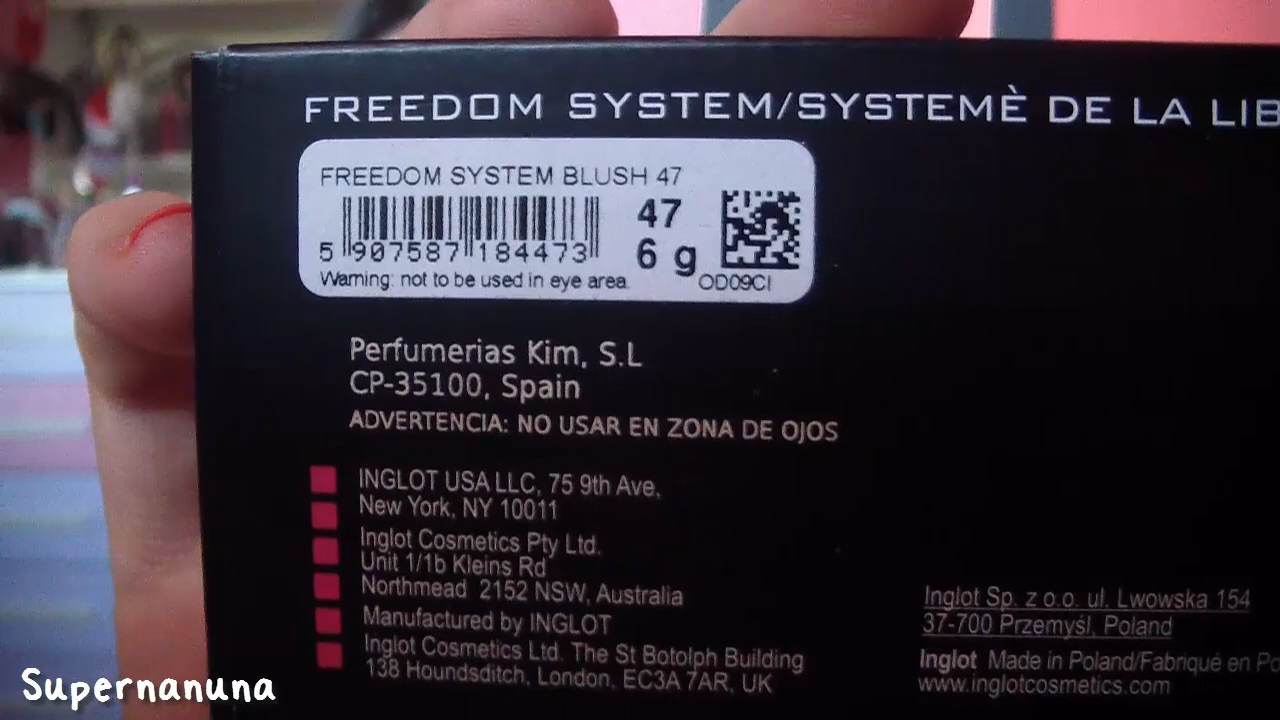 FREEDOM SYSTEM/SYSTEMÈ DE LA LIB
FREEDOM SYSTEM BLUSH 47
47
6 g
5 907587 184473
Warning: not to be used in eye area.
OD09CI
Perfumerias Kim, S.L
CP-35100, Spain
ADVERTENCIA: NO USAR EN ZONA DE OJOS
INGLOT USA LLC, 75 9th Ave,
New York, NY 10011
Inglot Cosmetics Pty Ltd.
Unit 1/1b Kleins Rd
Northmead 2152 NSW, Australia
Manufactured by INGLOT
Inglot Cosmetics Ltd. The St Botolph Building
138 Houndsditch, London, EC3A 7AR, UK
Inglot Sp. z o.o. ul. Lwowska 154
37-700 Przemyśl, Poland
Inglot Made in Poland/Fabriqué en Po
www.inglotcosmetics.com
Supernanuna